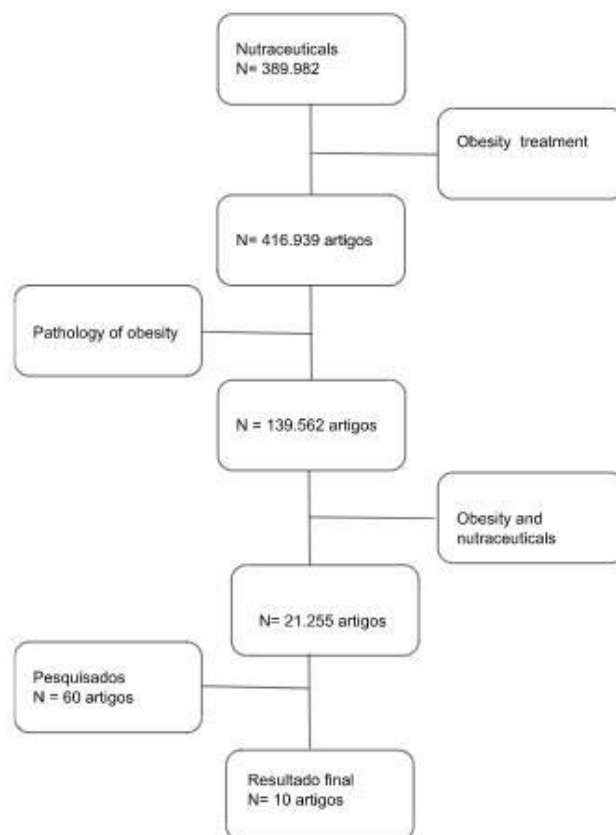 Nutraceuticals
N= 389.982
Obesity treatment
N= 416.939 artigos
Pathology of obesity
N = 139.562 artigos
Obesity and
nutraceuticals
N= 21.255 artigos
Pesquisados
N = 60 artigos
Resultado final
N= 10 artigos